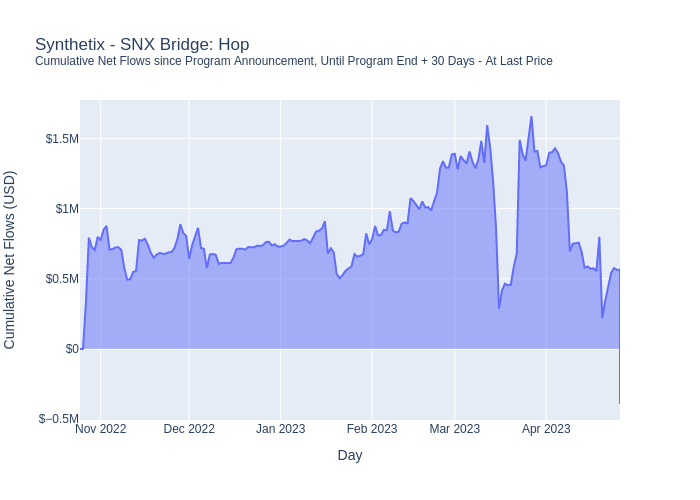 Synthetix - SNX Bridge: Hop
Cumulative Net Flows since Program Announcement, Until Program End + 30 Days - At Last Price
$1.5M
$1M
$0.5M
$0
$−0.5M
Cumulative Net Flows (USD)
Nov 2022
Dec 2022
Jan 2023
Feb 2023
Mar 2023
Apr 2023
Day